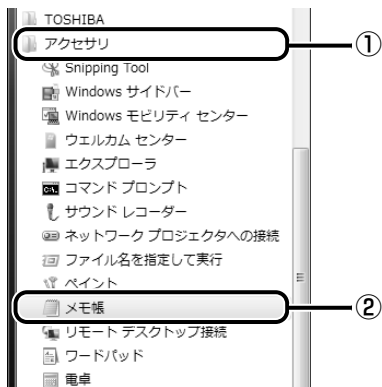 TOSHIBA
アクセサリ ①
Snipping Tool
Windows サイドバー
Windows モビリティ センター
ウェルカム センター
エクスプローラ
コマンド プロンプト
サウンド レコーダー
ネットワーク プロジェクタへの接続
ファイル名を指定して実行
ペイント
メモ帳 ②
リモート デスクトップ接続
ワードパッド
電卓